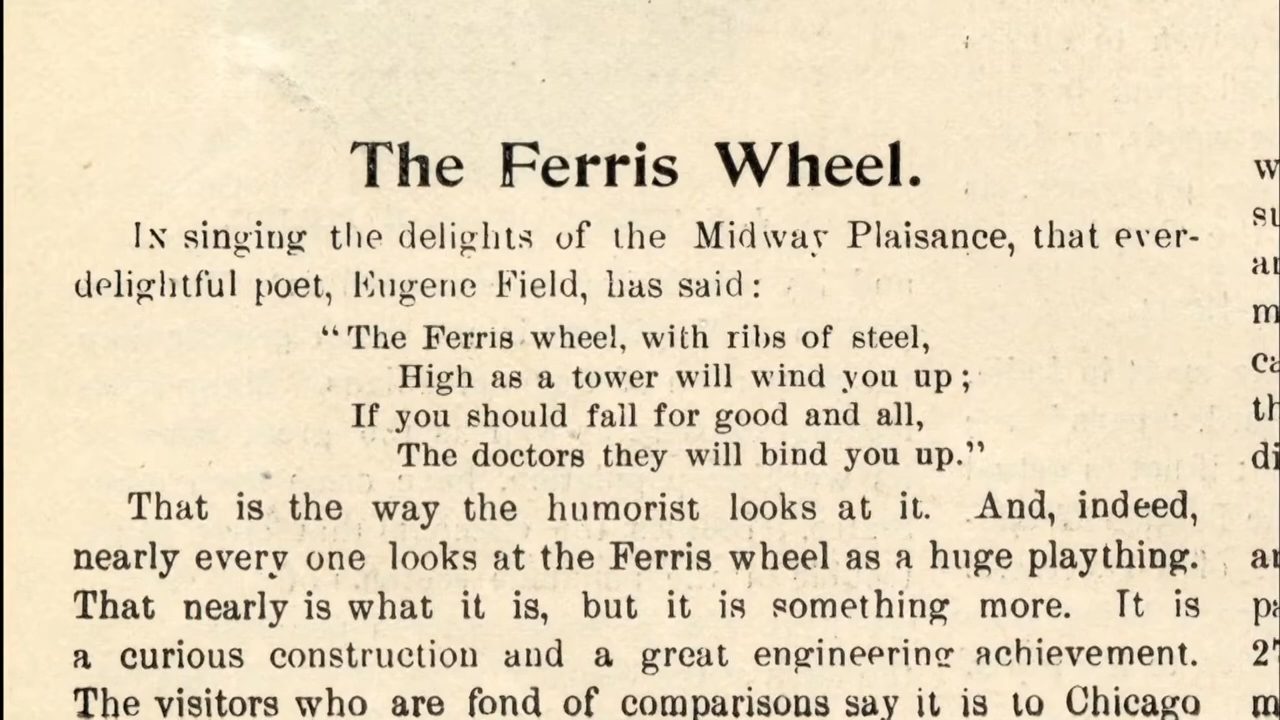 The Ferris Wheel.
IN singing the delights of the Midway Plaisance, that ever-
delightful poet, Eugene Field, has said:
“The Ferris wheel, with ribs of steel,
High as a tower will wind you up;
If you should fall for good and all,
The doctors they will bind you up.”
That is the way the humorist looks at it. And, indeed,
nearly every one looks at the Ferris wheel as a huge plaything.
That nearly is what it is, but it is something more. It is
a curious construction and a great engineering achievement.
The visitors who are fond of comparisons say it is to Chicago